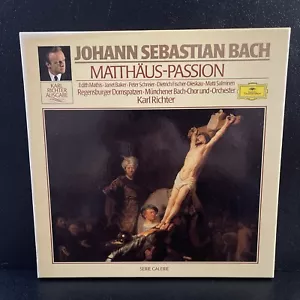 JOHANN SEBASTIAN BACH
MATTHÄUS-PASSION
Edith Mathis · Janet Baker · Peter Schreier · Dietrich Fischer-Dieskau · Matti Salminen
Regensburger Domspatzen · Münchener Bach-Chor und -Orchester
Karl Richter
KARL
RICHTER
AUSGABE
SERIE GALERIE